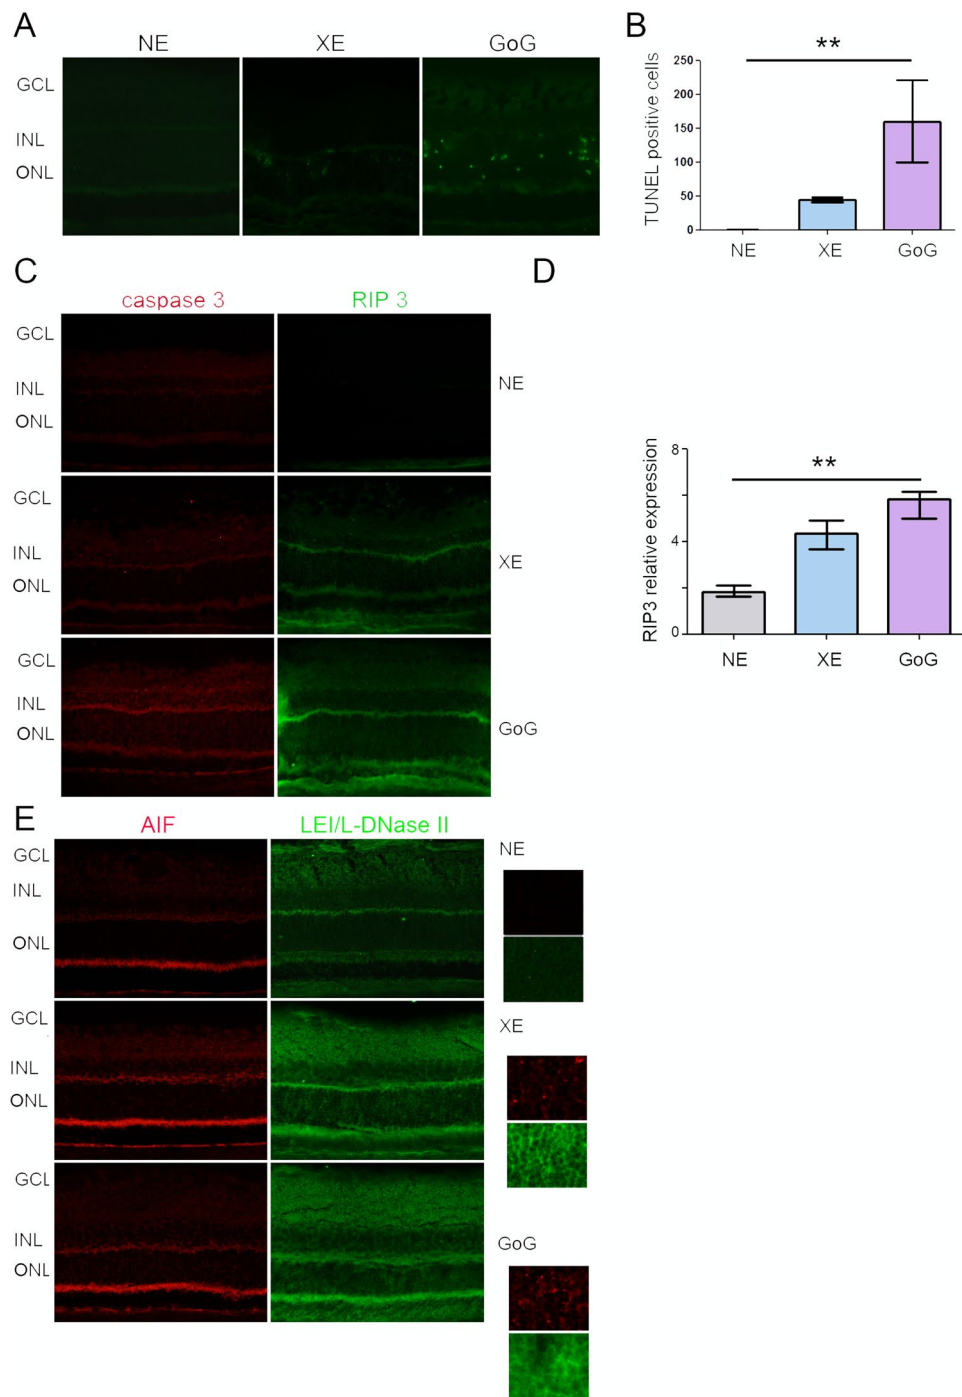 A
NE XE GoG
GCL
INL
ONL
B
**
TUNEL positive cells
250
200
150
100
50
0
NE XE GoG
C
caspase 3 RIP 3
GCL
INL
ONL
NE
GCL
INL
ONL
XE
GCL
INL
ONL
GoG
D
**
RIP3 relative expression
8
4
0
NE XE GoG
E
AIF LEI/L-DNase II
GCL
INL
ONL
NE
GCL
INL
ONL
XE
GCL
INL
ONL
GoG